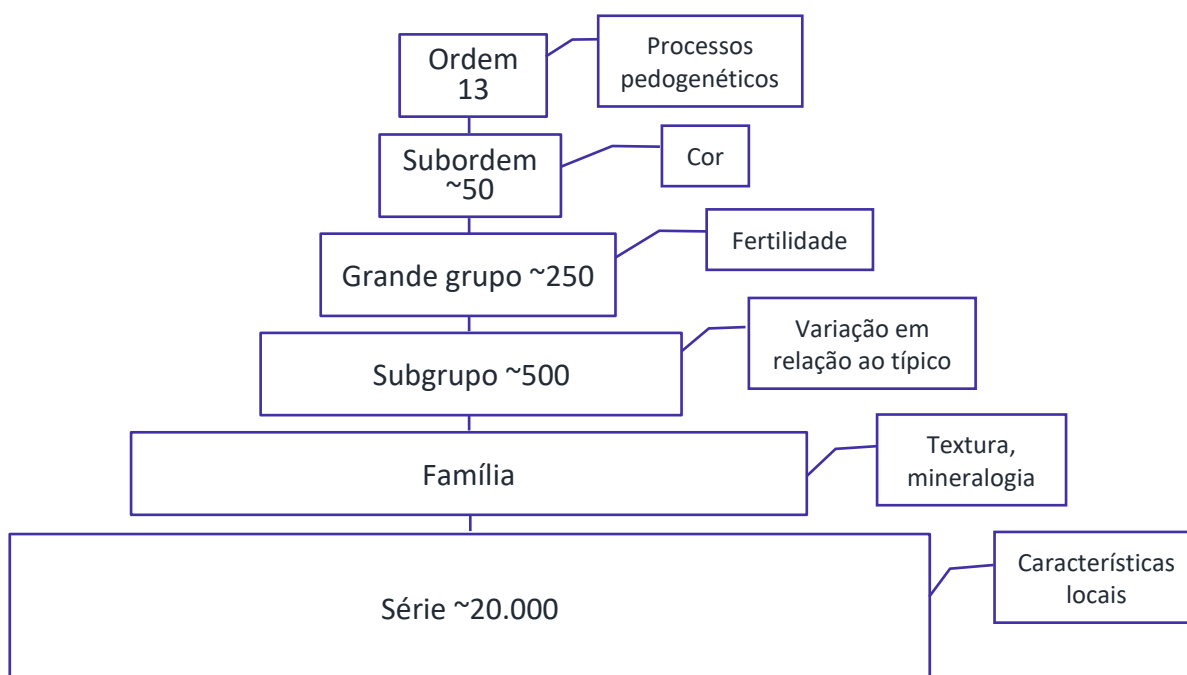 Ordem
13
Processos
pedogenéticos
Subordem
~50
Cor
Grande grupo ~250
Fertilidade
Subgrupo ~500
Variação em
relação ao típico
Família
Textura,
mineralogia
Série ~20.000
Características
locais